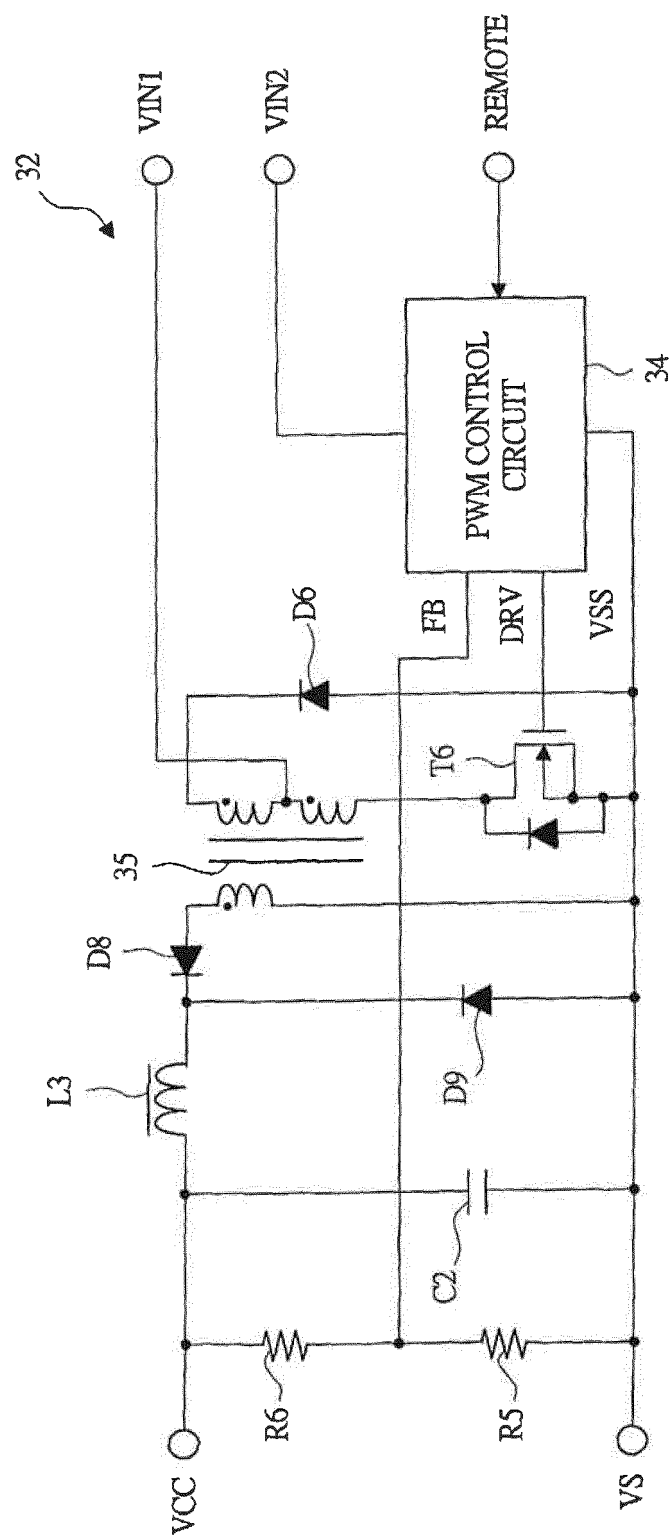 32
VIN1
VIN2
REMOTE
35
D8
L3
D6
FB
DRV
VSS
PWM CONTROL
CIRCUIT
34
T6
D9
C2
R6
R5
VCC
VS